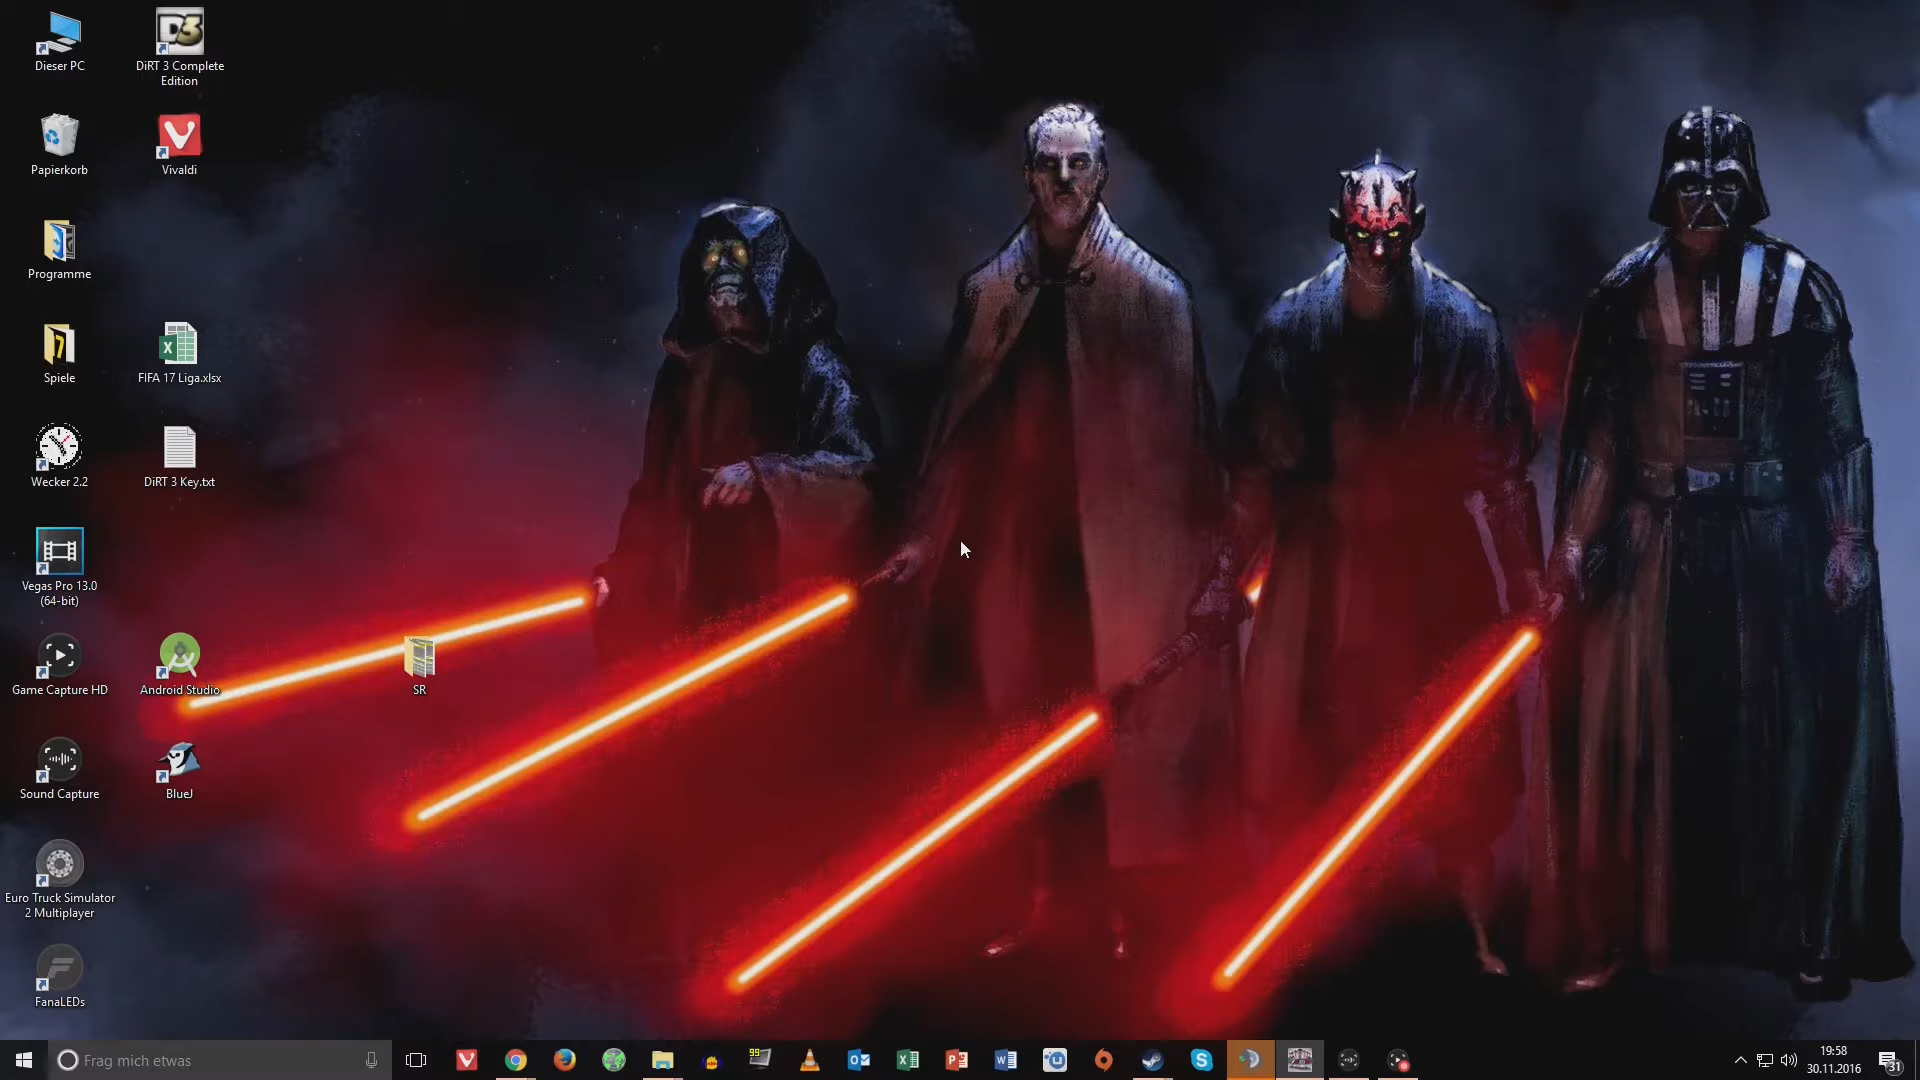 Dieser PC
DiRT 3 Complete
Edition
Papierkorb
Vivaldi
Programme
Spiele
FIFA 17 Liga.xlsx
Wecker 2.2
DiRT 3 Key.txt
Vegas Pro 13.0
(64-bit)
Game Capture HD
Android Studio
SR
Sound Capture
BlueJ
Euro Truck Simulator
2 Multiplayer
FanaLEDs
Frag mich etwas
99
19:58
30.11.2016
31